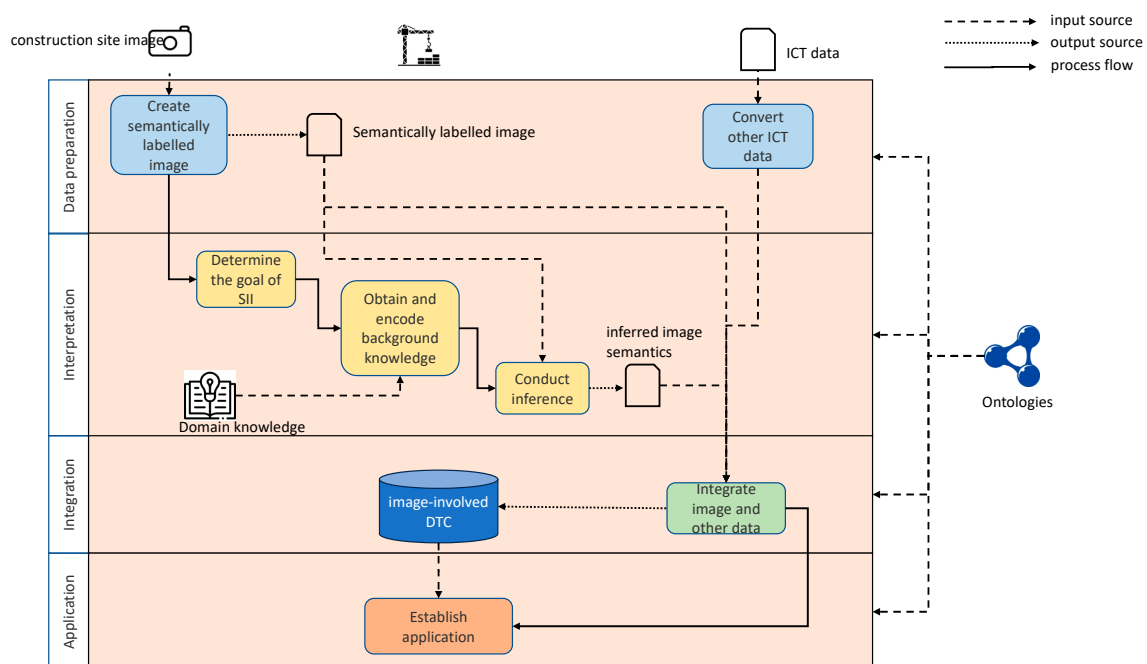 input source
output source
process flow
construction site image
ICT data
Data preparation
Create
semantically
labelled
image
Semantically labelled image
Convert
other ICT
data
Interpretation
Determine
the goal of
SII
Obtain and
encode
background
knowledge
inferred image
semantics
Conduct
inference
Domain knowledge
Ontologies
Integration
image-involved
DTC
Integrate
image and
other data
Application
Establish
application